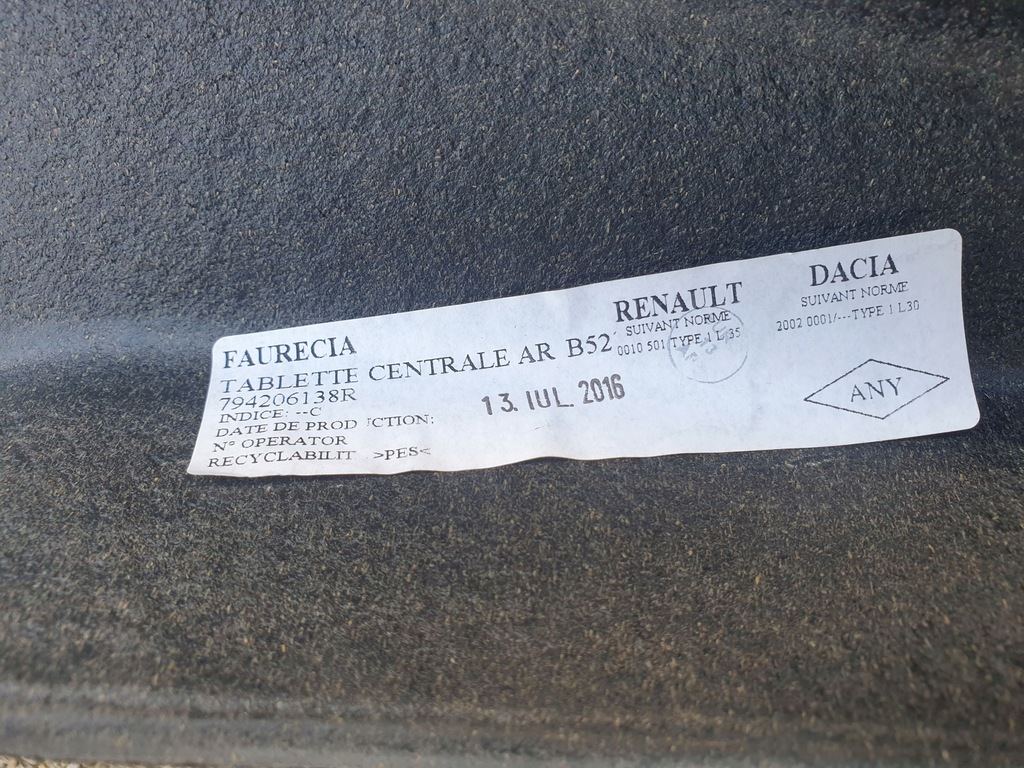 FAURECIA
TABLETTE CENTRALE AR B52
794206138R
INDICE: --C
DATE DE PROD CTION:
13. IUL. 2016
N° OPERATOR
RECYCLABILIT >PES<
RENAULT
SUIVANT NORME
0010 501 TYPE 1 L 35
DACIA
SUIVANT NORME
2002 0001/---TYPE 1 L30
ANY